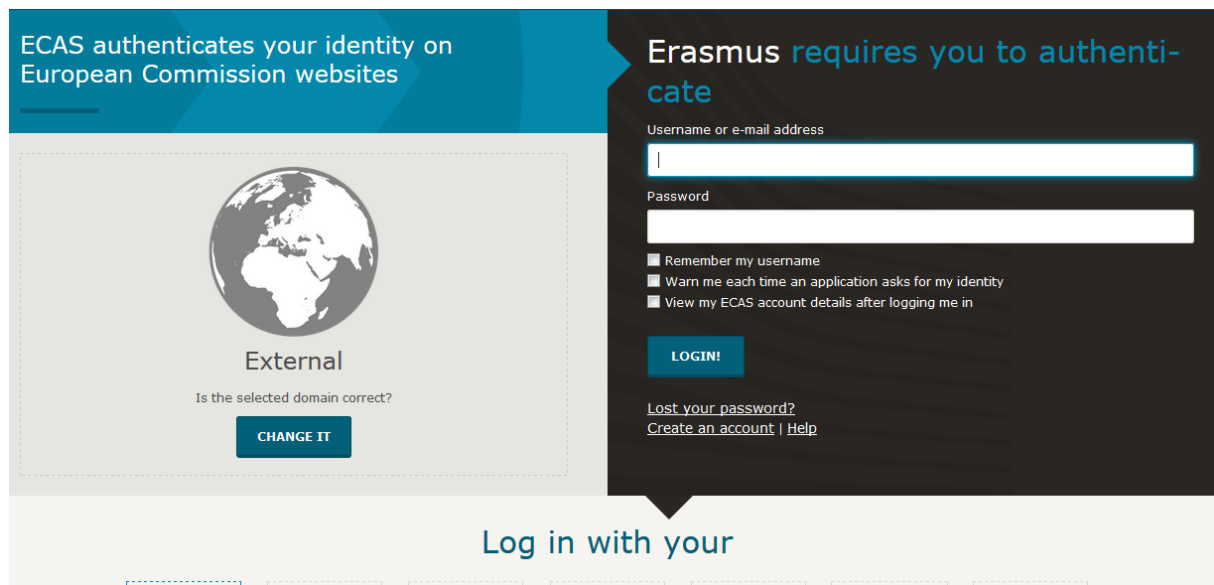 ECAS authenticates your identity on
European Commission websites
External
Is the selected domain correct?
CHANGE IT
Erasmus requires you to authenti-
cate
Username or e-mail address
Password
Remember my username
Warn me each time an application asks for my identity
View my ECAS account details after logging me in
LOGIN!
Lost your password?
Create an account | Help
Log in with your